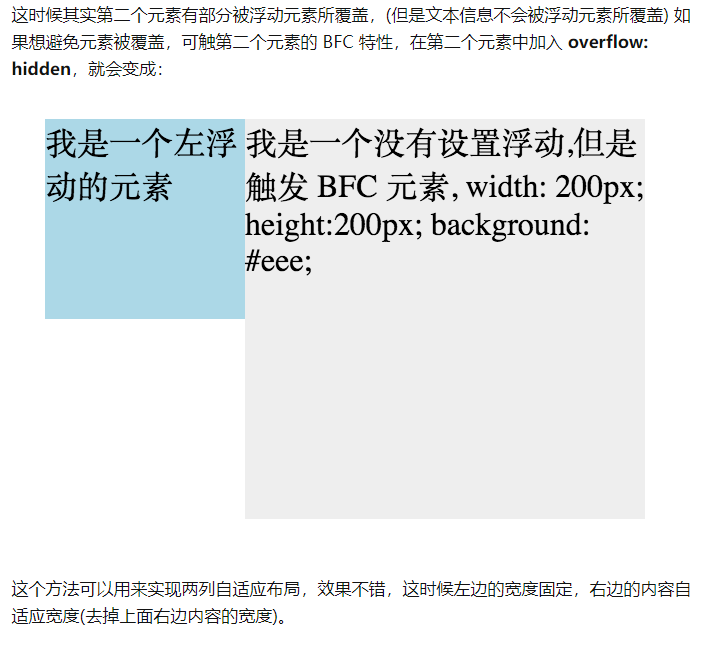 这时候其实第二个元素有部分被浮动元素所覆盖，(但是文本信息不会被浮动元素所覆盖) 如
果想避免元素被覆盖，可触第二个元素的 BFC 特性，在第二个元素中加入 overflow:
hidden，就会变成：
我是一个左浮
动的元素
我是一个没有设置浮动,但是
触发 BFC 元素, width: 200px;
height:200px; background:
#eee;
这个方法可以用来实现两列自适应布局，效果不错，这时候左边的宽度固定，右边的内容自
适应宽度(去掉上面右边内容的宽度)。